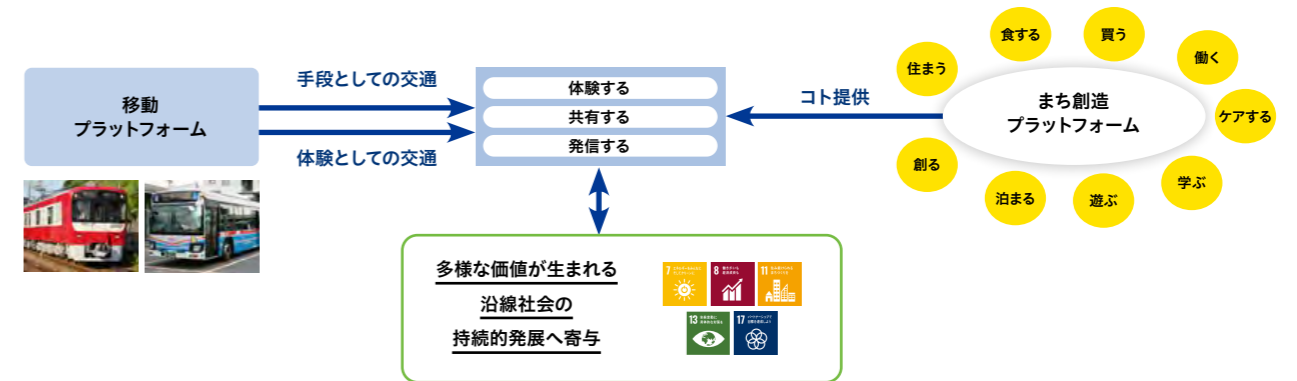 移動
プラットフォーム
手段としての交通
体験としての交通
体験する
共有する
発信する
コト提供
まち創造
プラットフォーム
住まう
食する
買う
働く
ケアする
学ぶ
遊ぶ
泊まる
創る
多様な価値が生まれる
沿線社会の
持続的発展へ寄与
7
8
11
13
17